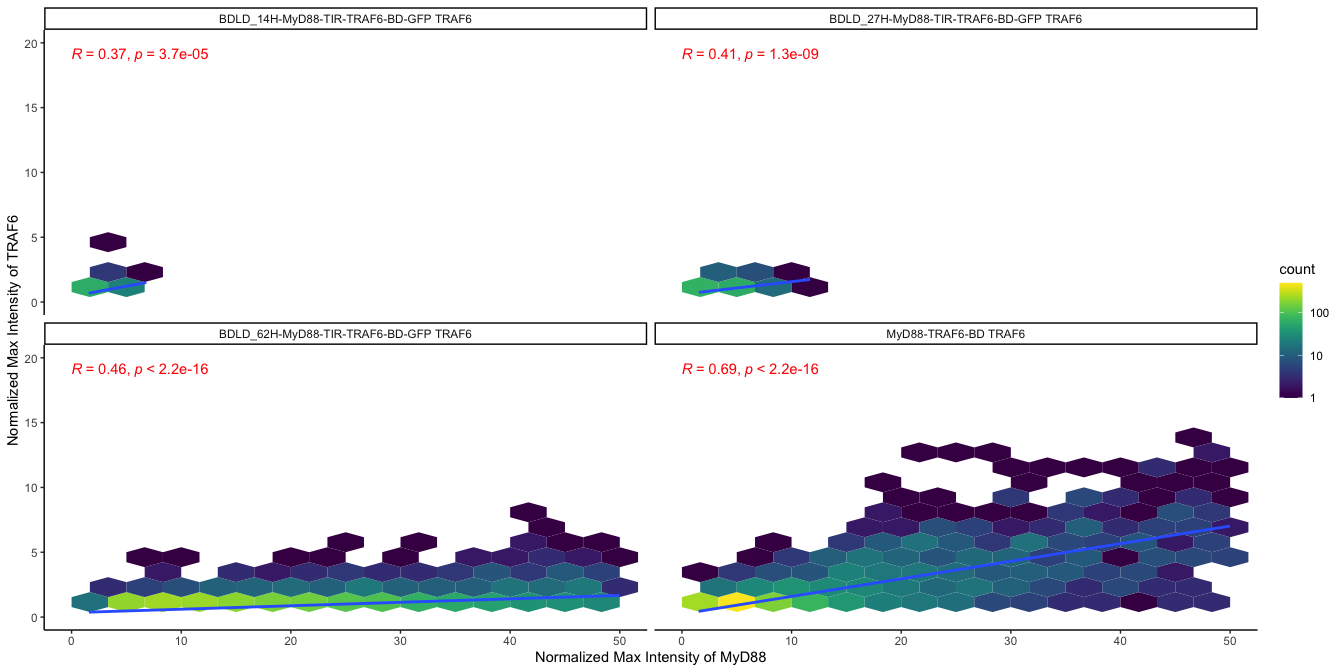 BDLD_14H-MyD88-TIR-TRAF6-BD-GFP TRAF6
BDLD_27H-MyD88-TIR-TRAF6-BD-GFP TRAF6
R = 0.37, p = 3.7e-05
R = 0.41, p = 1.3e-09
20
15
10
5
0
BDLD_62H-MyD88-TIR-TRAF6-BD-GFP TRAF6
MyD88-TRAF6-BD TRAF6
R = 0.46, p < 2.2e-16
R = 0.69, p < 2.2e-16
20
15
10
5
0
0 10 20 30 40 50
0 10 20 30 40 50
Normalized Max Intensity of MyD88
Normalized Max Intensity of TRAF6
count
100
10
1